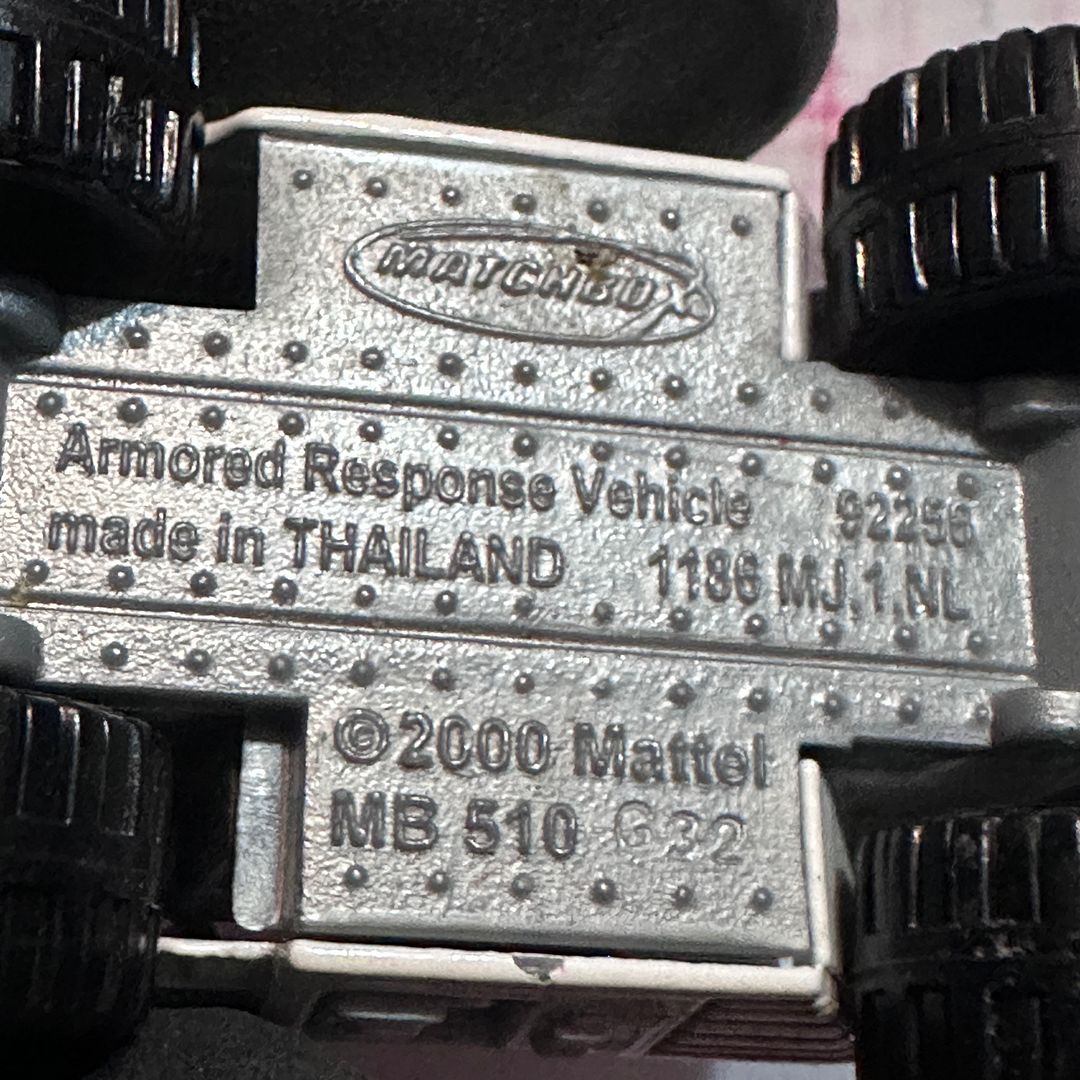 MATCHBOX
Armored Response Vehicle 92256
made in THAILAND 1186 MJ,1,NL
©2000 Mattel
MB 510 G32